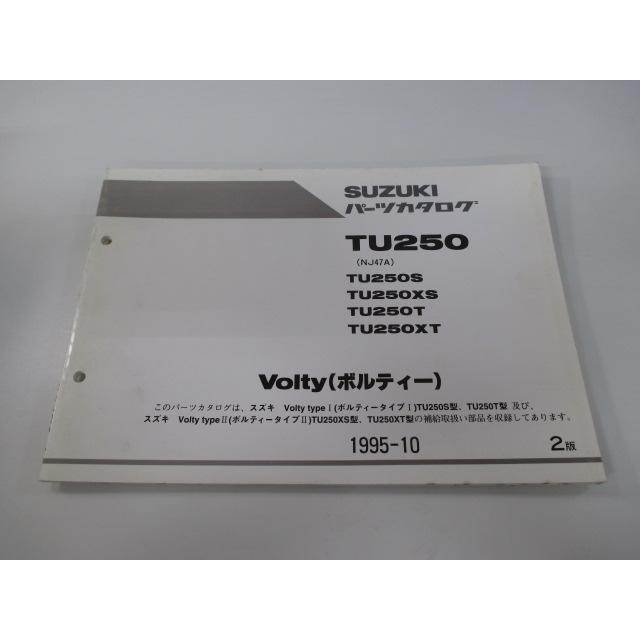 SUZUKI
パーツカタログ
TU250
(NJ47A)
TU250S
TU250XS
TU250T
TU250XT
Volty(ボルティー)
このパーツカタログは、スズキ Volty typeⅠ(ボルティータイプⅠ)TU250S型、TU250T型 及び、
スズキ Volty typeⅡ(ボルティータイプⅡ)TU250XS型、TU250XT型の補給取扱い部品を収録してあります。
1995-10
2版